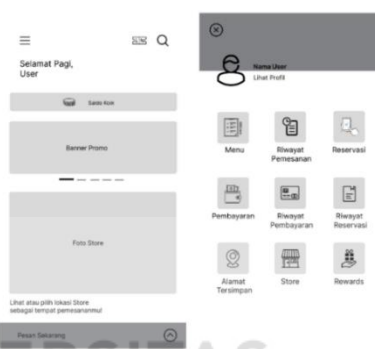 Selamat Pagi,
User
Saldo Koin
Banner Promo
Foto Store
Lihat atau pilih lokasi Store
sebagai tempat pemesananmu!
Pesan Sekarang
Nama User
Lihat Profil
Menu
Riwayat
Pemesanan
Reservasi
Pembayaran
Riwayat
Pembayaran
Riwayat
Reservasi
Alamat
Tersimpan
Store
Rewards